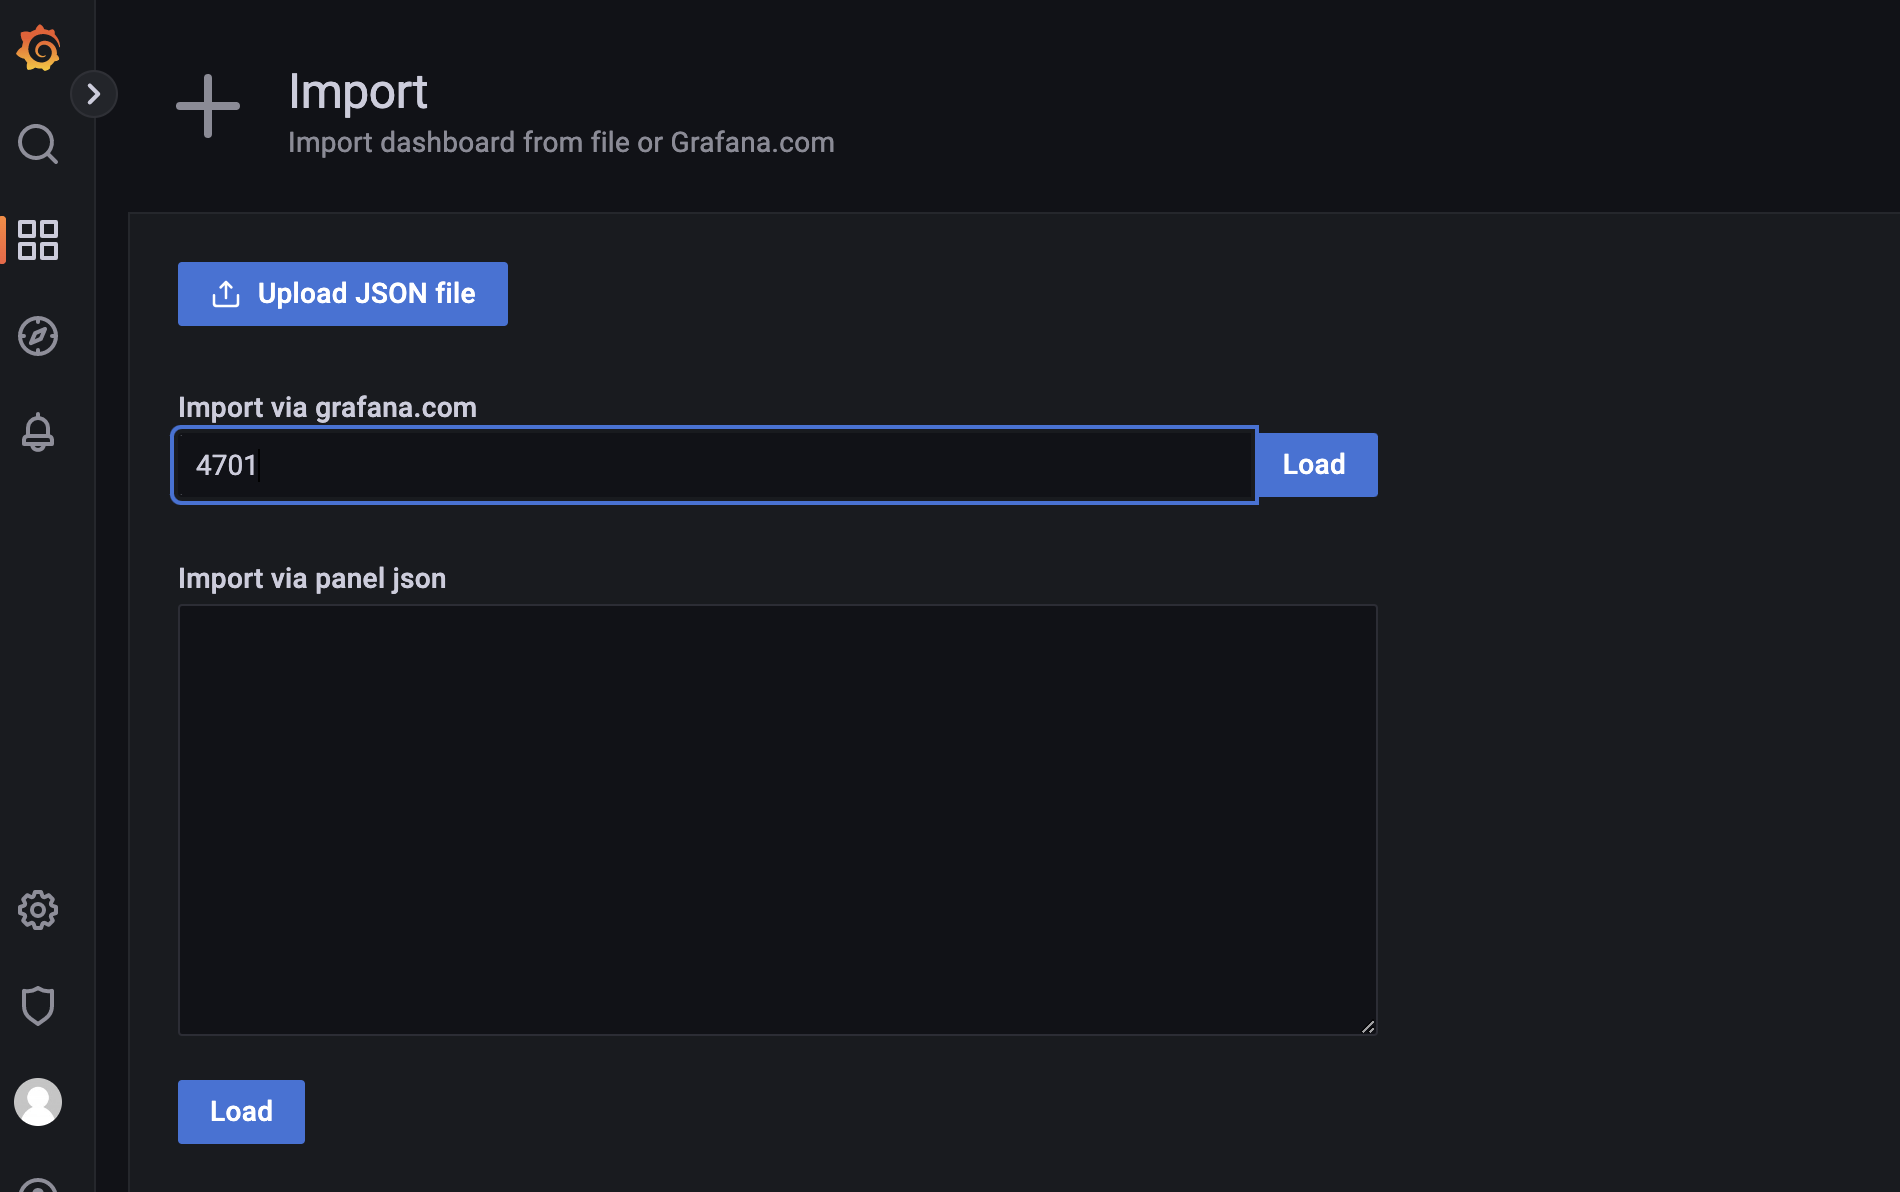 Import
Import dashboard from file or Grafana.com
Upload JSON file
Import via grafana.com
4701
Load
Import via panel json
Load